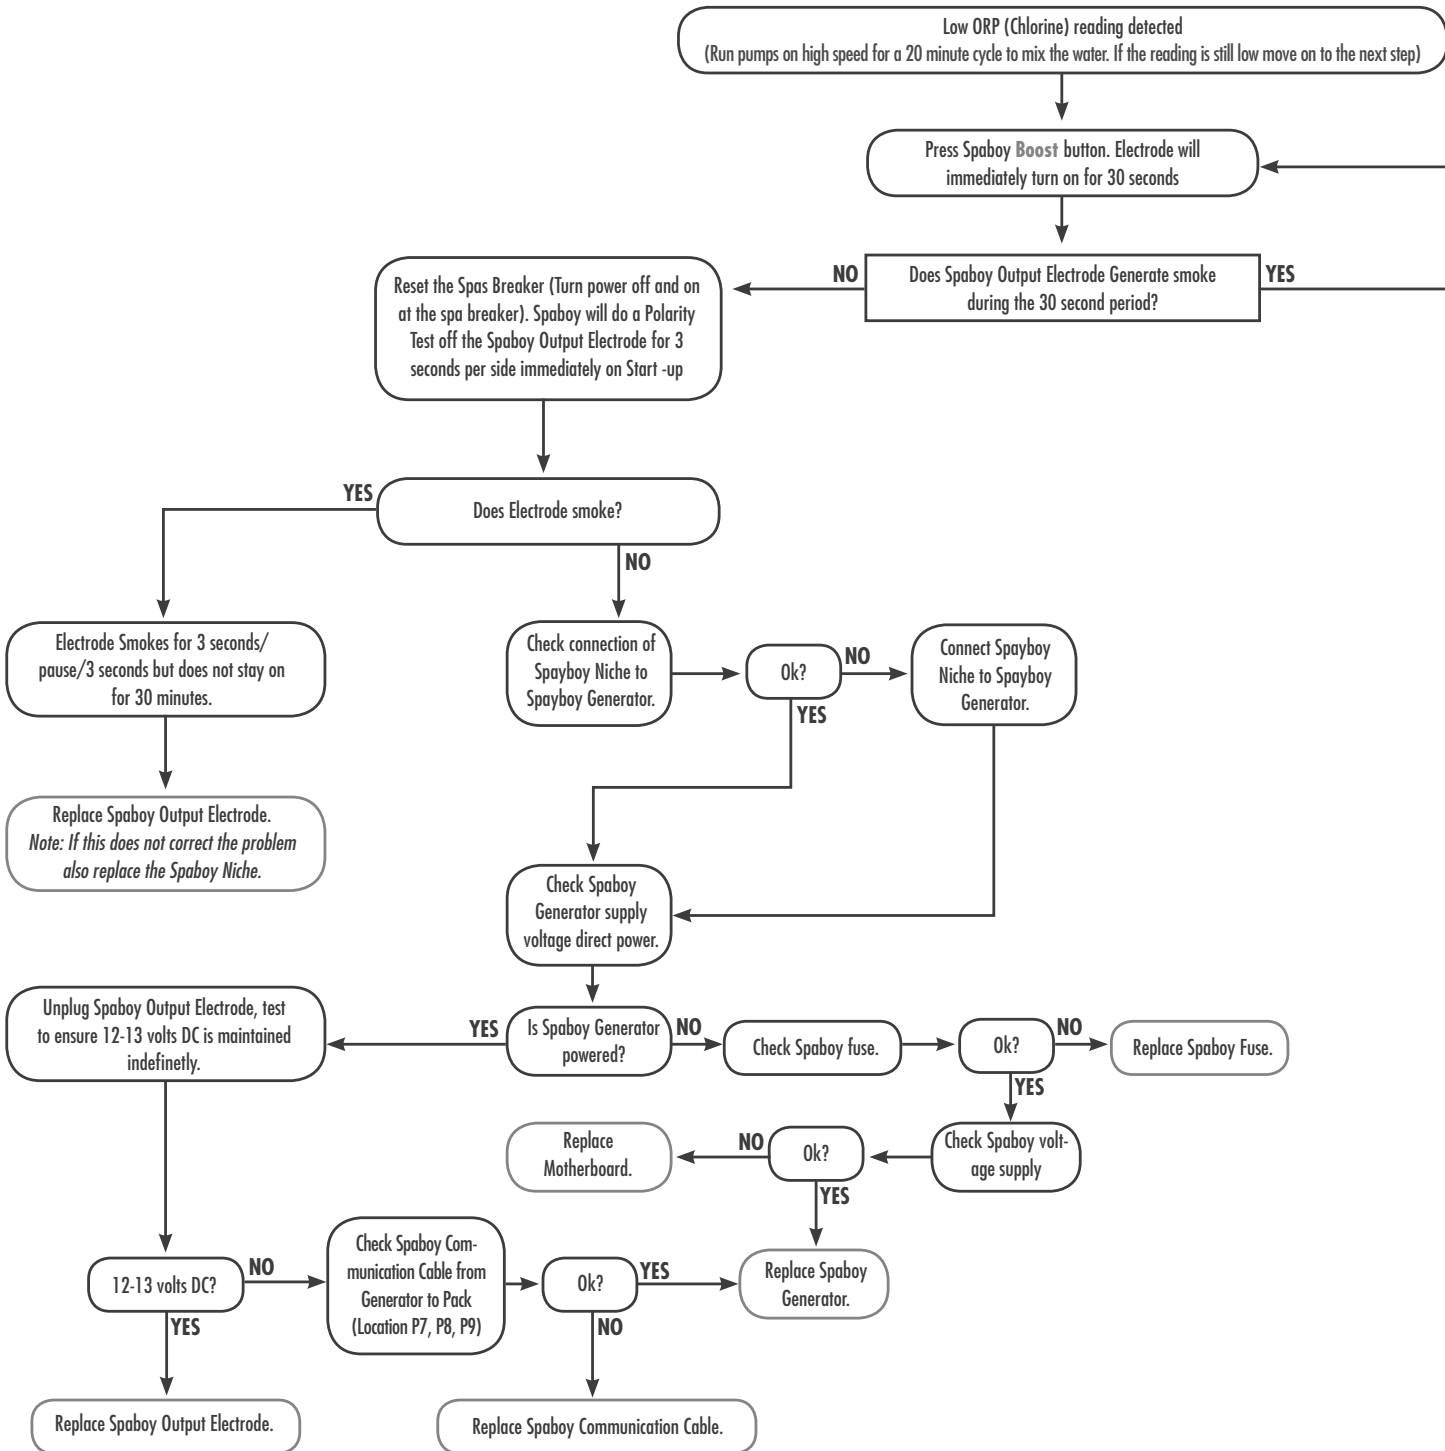 Low ORP (Chlorine) reading detected
(Run pumps on high speed for a 20 minute cycle to mix the water. If the reading is still low move on to the next step)
Press Spaboy Boost button. Electrode will
immediately turn on for 30 seconds
Does Spaboy Output Electrode Generate smoke
during the 30 second period?
NO
YES
Reset the Spas Breaker (Turn power off and on
at the spa breaker). Spaboy will do a Polarity
Test off the Spaboy Output Electrode for 3
seconds per side immediately on Start -up
Does Electrode smoke?
YES
NO
Electrode Smokes for 3 seconds/
pause/3 seconds but does not stay on
for 30 minutes.
Check connection of
Spayboy Niche to
Spayboy Generator.
Ok?
NO
YES
Connect Spayboy
Niche to Spayboy
Generator.
Replace Spaboy Output Electrode.
Note: If this does not correct the problem
also replace the Spaboy Niche.
Check Spaboy
Generator supply
voltage direct power.
Unplug Spaboy Output Electrode, test
to ensure 12-13 volts DC is maintained
indefinetly.
YES
Is Spaboy Generator
powered?
NO
Check Spaboy fuse.
Ok?
NO
Replace Spaboy Fuse.
YES
Replace
Motherboard.
NO
Ok?
Check Spaboy volt-
age supply
YES
12-13 volts DC?
NO
YES
Check Spaboy Com-
munication Cable from
Generator to Pack
(Location P7, P8, P9)
Ok?
YES
NO
Replace Spaboy
Generator.
Replace Spaboy Output Electrode.
Replace Spaboy Communication Cable.